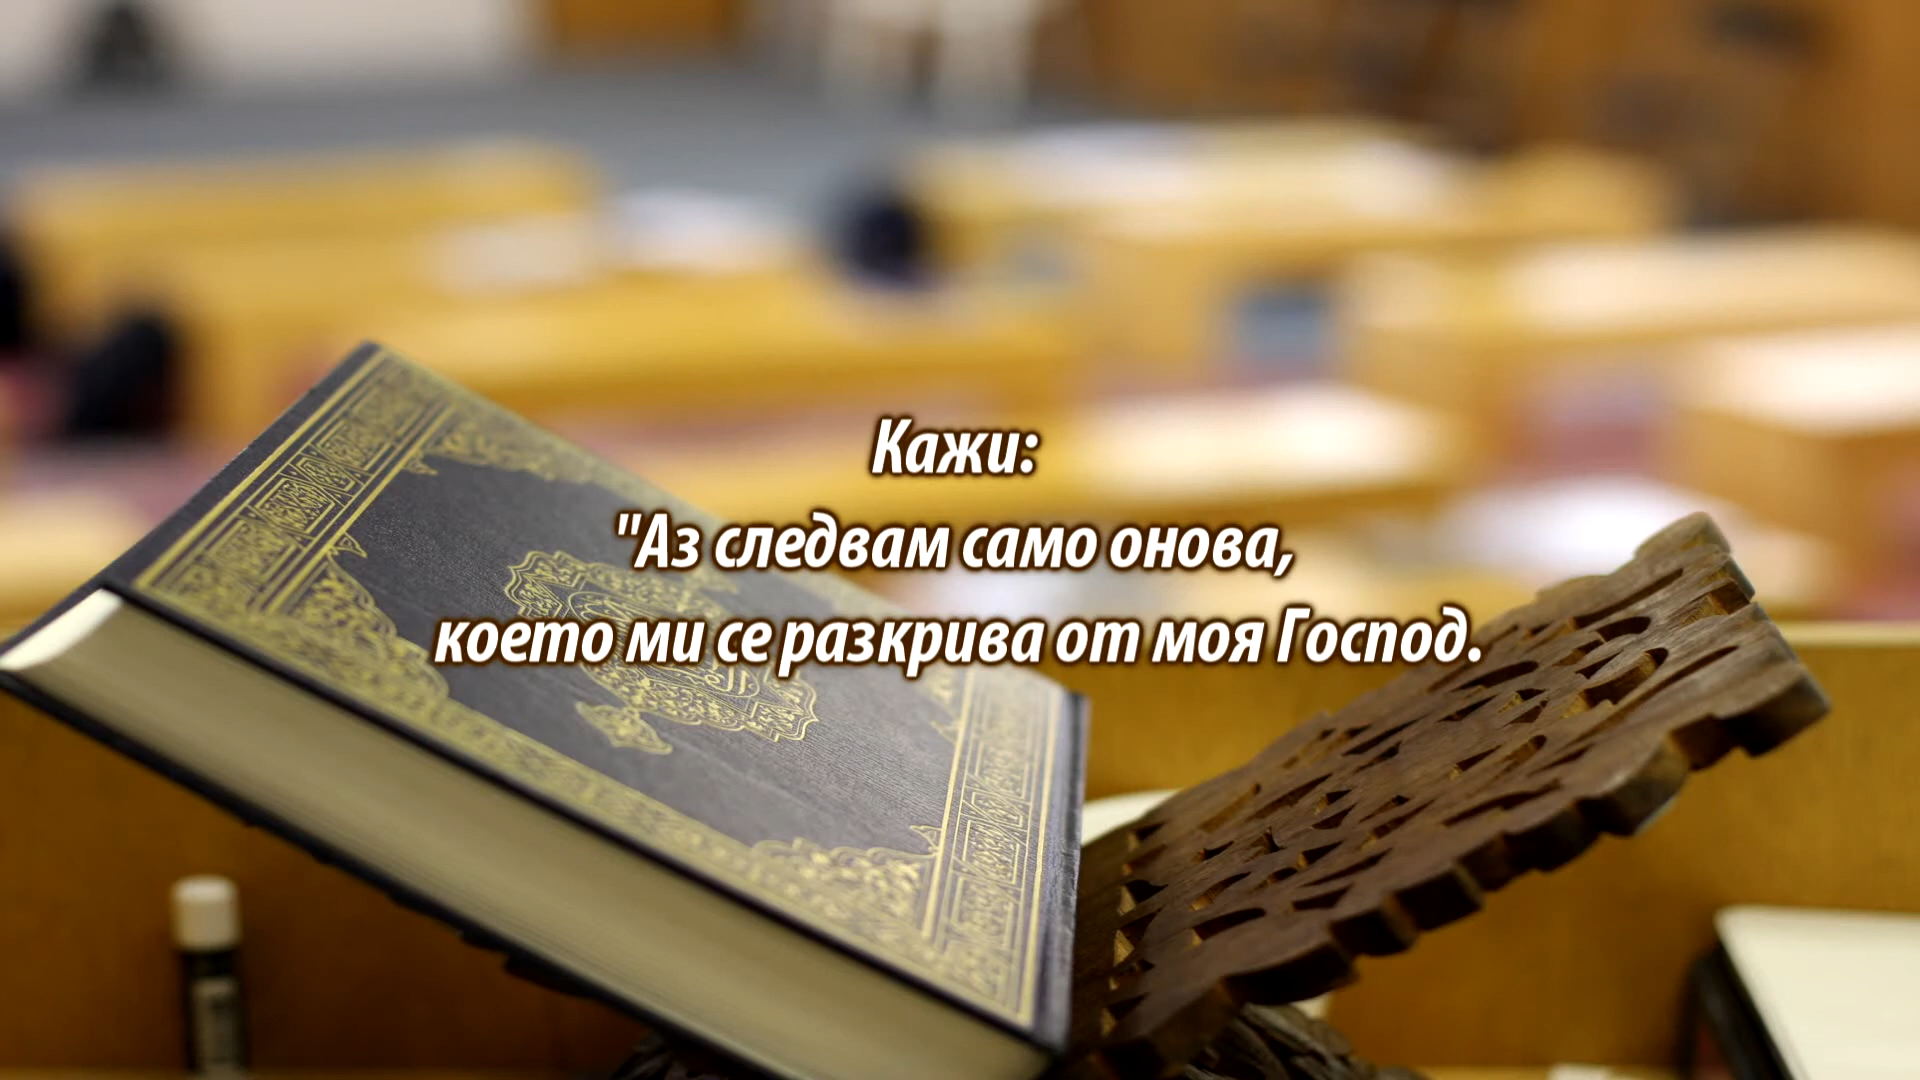 Кажи:
"Аз следвам само онова,
което ми се разкрива от моя Господ.